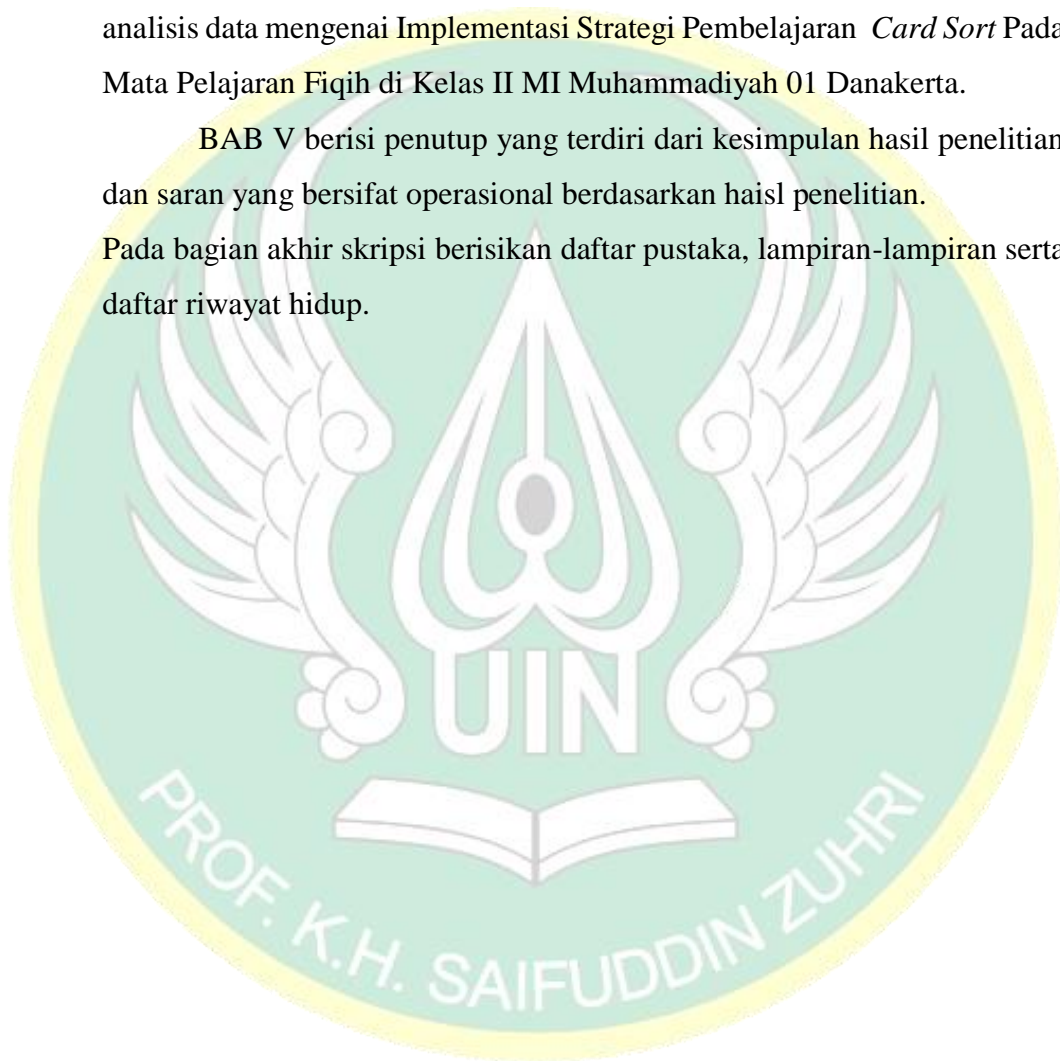 analisis data mengenai Implementasi Strategi Pembelajaran Card Sort Pada
Mata Pelajaran Fiqih di Kelas II MI Muhammadiyah 01 Danakerta.
BAB V berisi penutup yang terdiri dari kesimpulan hasil penelitian
dan saran yang bersifat operasional berdasarkan haisl penelitian.
Pada bagian akhir skripsi berisikan daftar pustaka, lampiran-lampiran serta
daftar riwayat hidup.
UIN
PROF. K.H. SAIFUDDIN ZUHRI